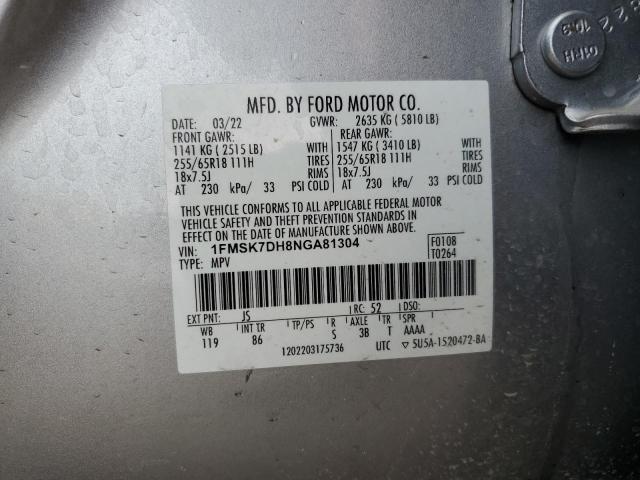 822
10.9
01RH
MFD. BY FORD MOTOR CO.
DATE: 03/22 GVWR: 2635 KG ( 5810 LB)
FRONT GAWR: REAR GAWR:
1141 KG ( 2515 LB) 1547 KG ( 3410 LB)
255/65R18 111H TIRES 255/65R18 111H TIRES
18x7.5J RIMS 18x7.5J RIMS
AT 230 kPa/ 33 PSI COLD AT 230 kPa/ 33 PSI COLD
THIS VEHICLE CONFORMS TO ALL APPLICABLE FEDERAL MOTOR
VEHICLE SAFETY AND THEFT PREVENTION STANDARDS IN
EFFECT ON THE DATE OF MANUFACTURE SHOWN ABOVE.
VIN: 1FMSK7DH8NGA81304 F0108
TYPE: MPV T0264
EXT PNT: JS RC: 52 DSO:
WB INT TR TP/PS R AXLE TR SPR
119 86 S 3B T AAAA
1202203175736 UTC ▽ 5U5A-1520472-BA